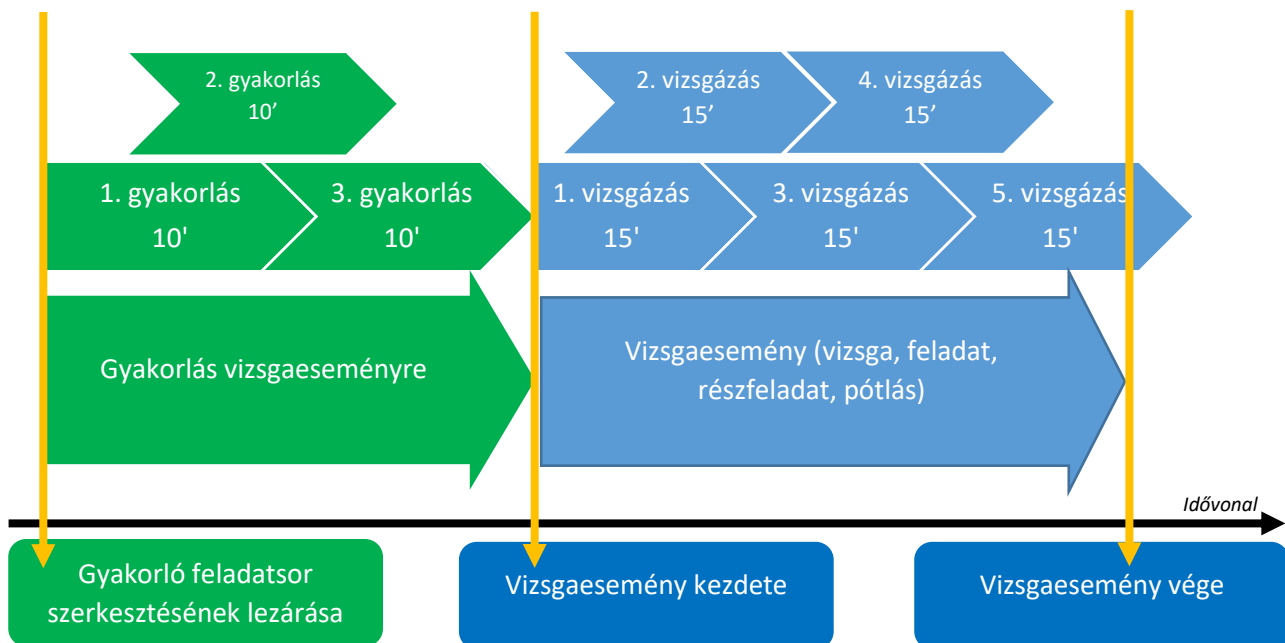 2. gyakorlás
10’
2. vizsgázás
15’
4. vizsgázás
15’
1. gyakorlás
10'
3. gyakorlás
10'
1. vizsgázás
15'
3. vizsgázás
15'
5. vizsgázás
15'
Gyakorlás vizsgaeseményre
Vizsgaesemény (vizsga, feladat,
részfeladat, pótlás)
Idővonal
Gyakorló feladatsor
szerkesztésének lezárása
Vizsgaesemény kezdete
Vizsgaesemény vége